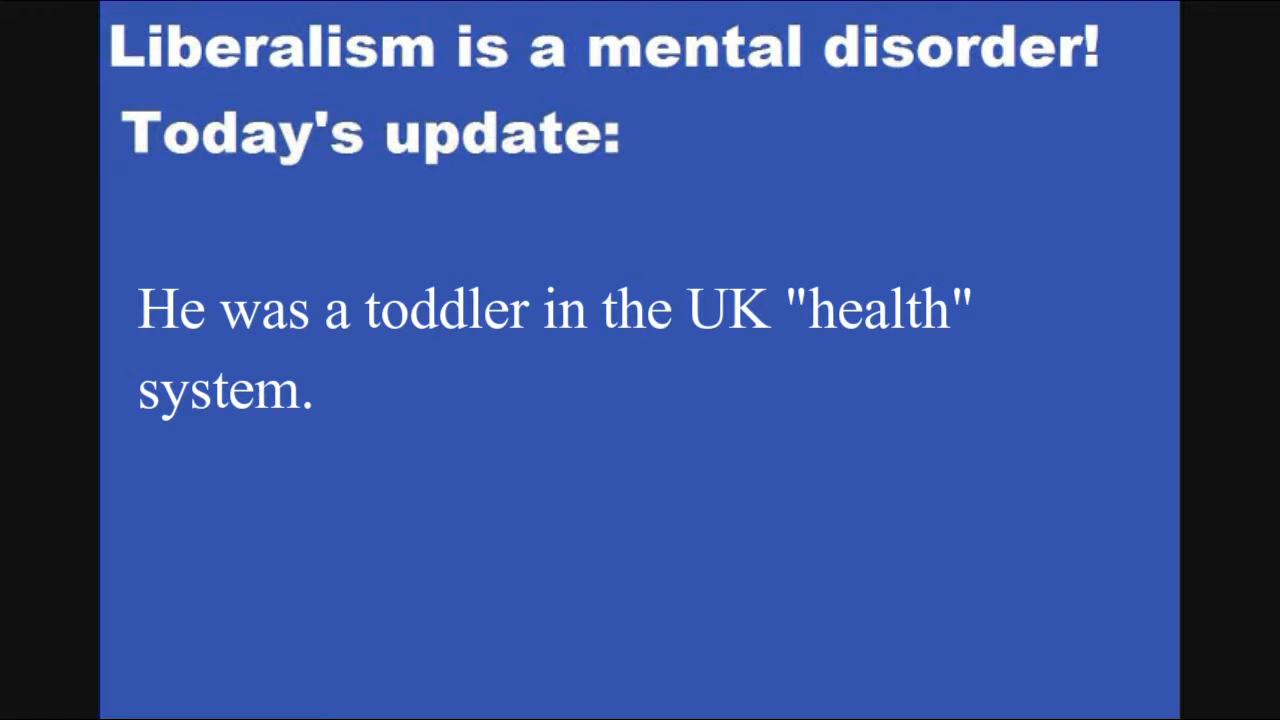 Liberalism is a mental disorder!
Today's update:
He was a toddler in the UK "health"
system.